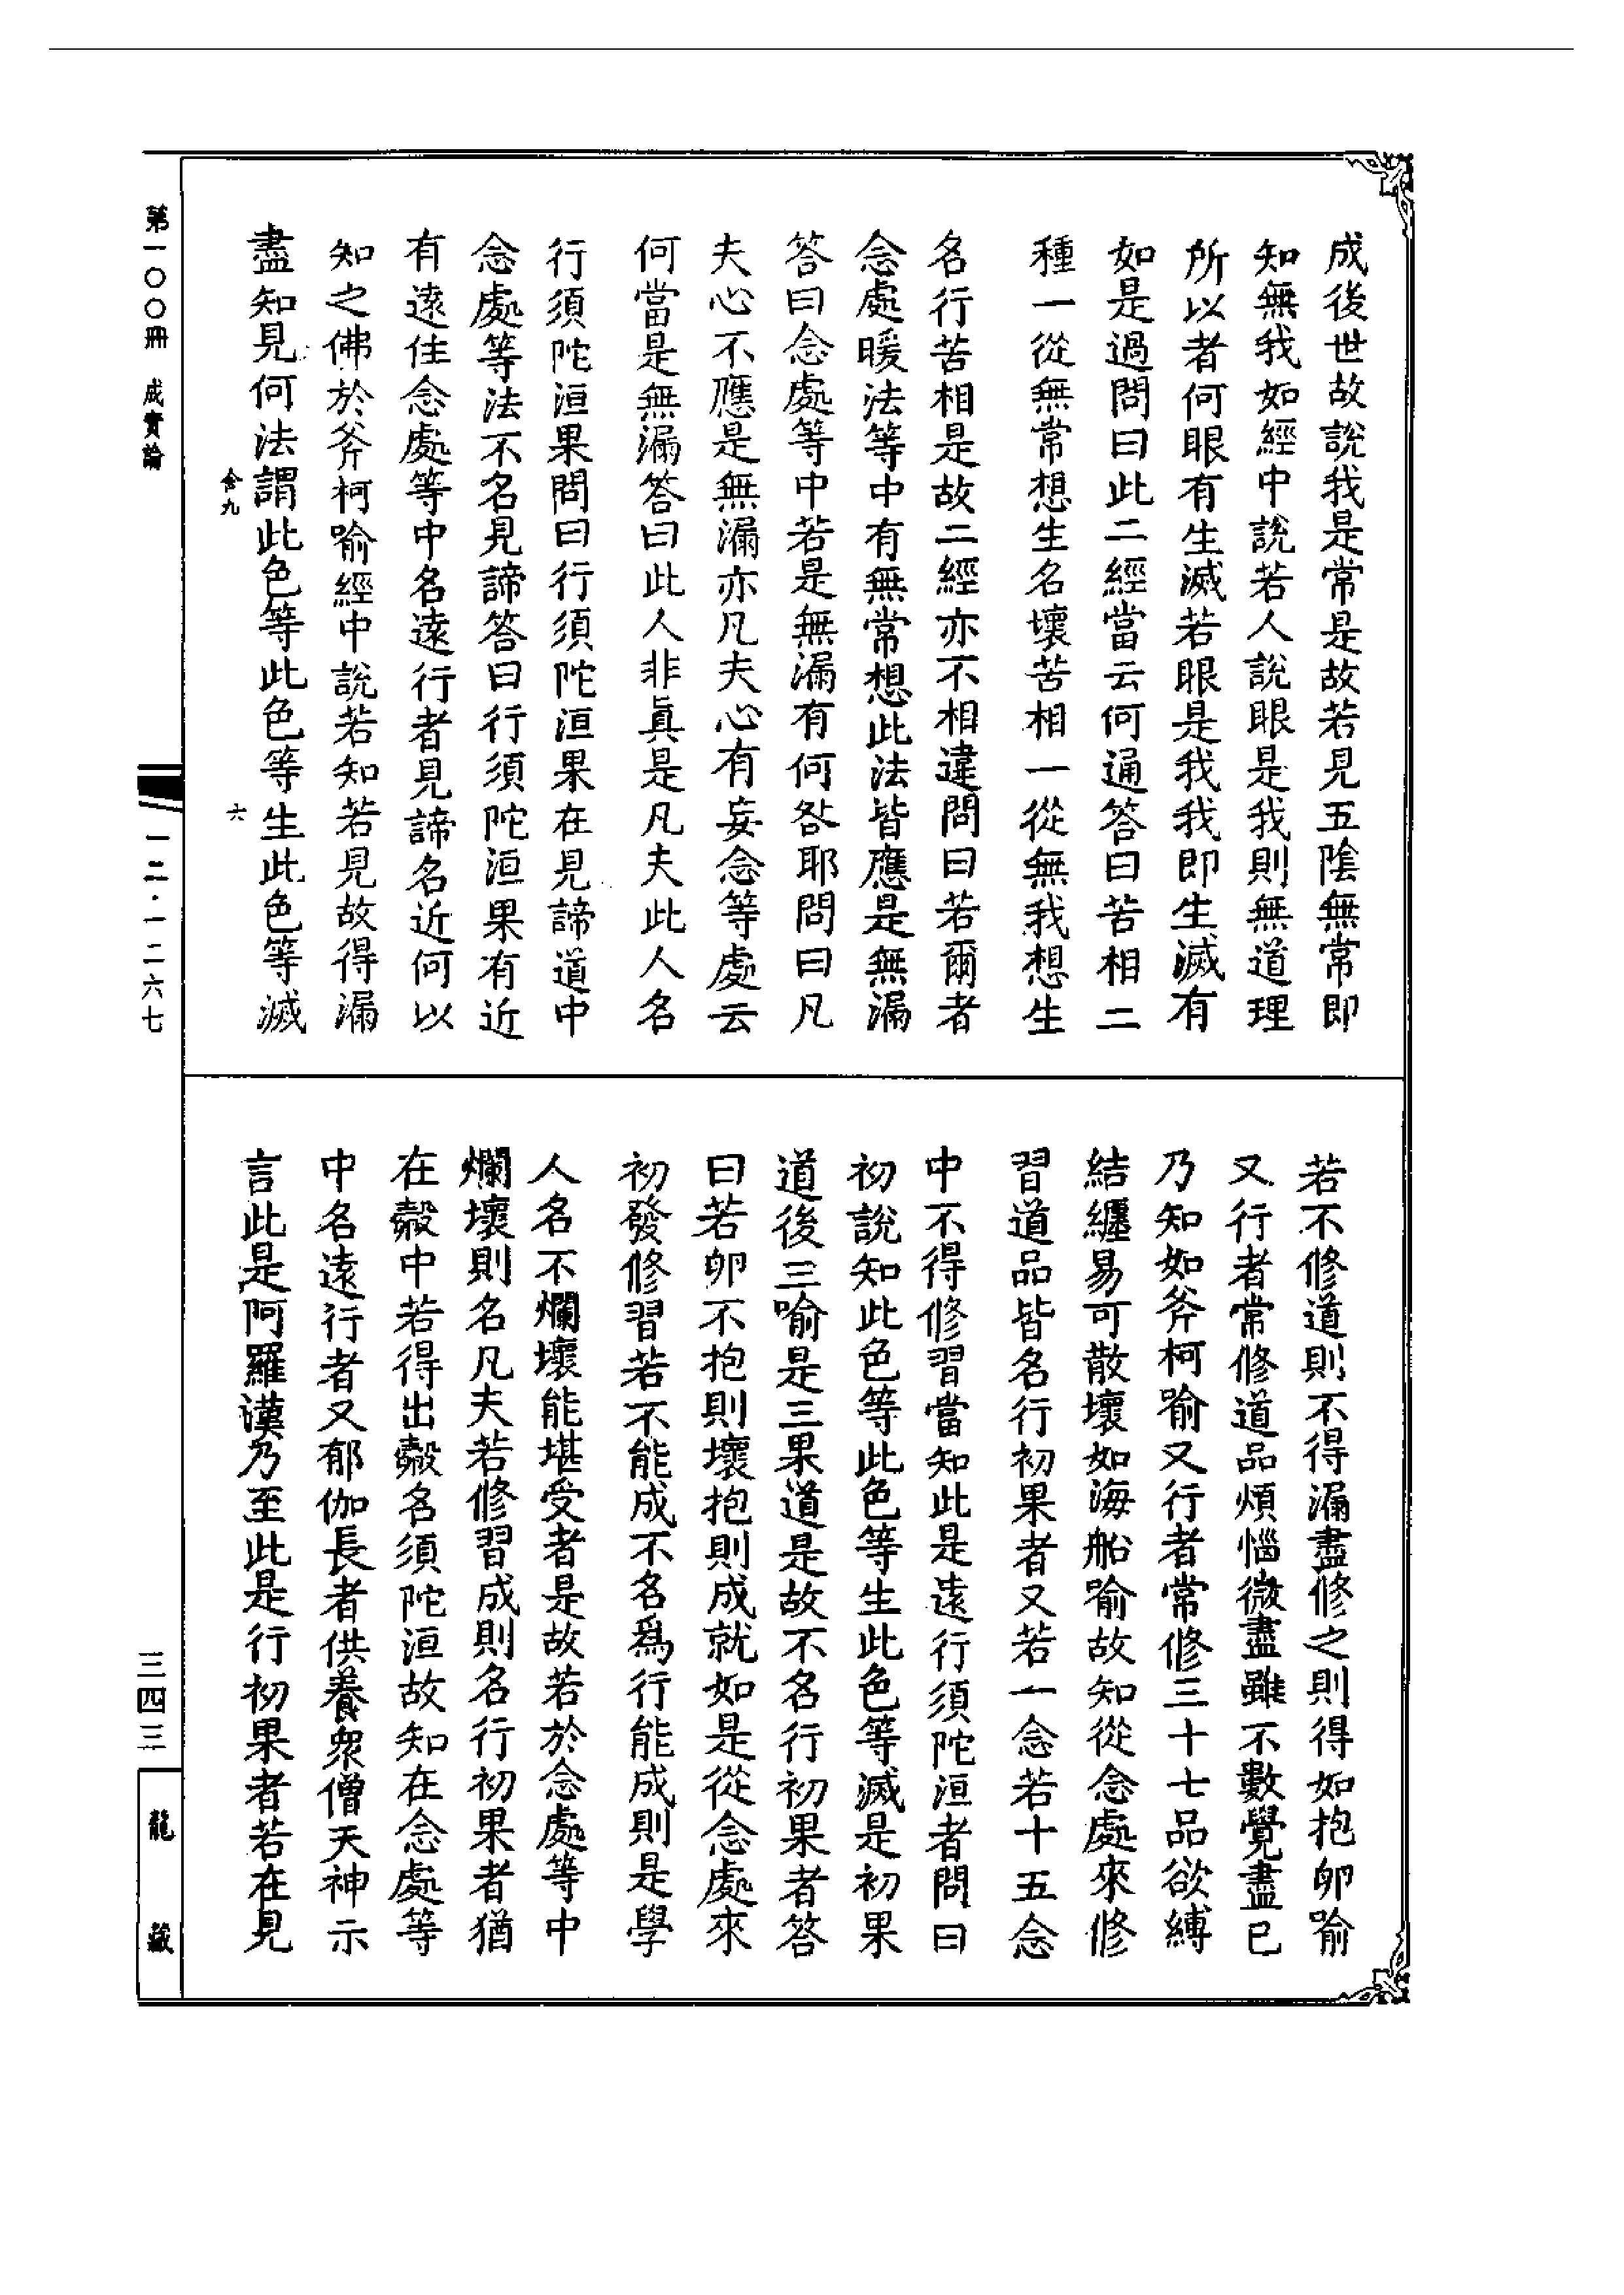 成後世故說我是常是故若見五陰無常即
知無我如經中說若人說眼是我則無道理
所以者何眼有生滅若眼是我我即生滅有
如是過問曰此二經當云何通答曰苦相二
種一從無常想生名壞苦相一從無我想生
名行苦相是故二經亦不相違問曰若爾者
念處暖法等中有無常想此法皆應是無漏
答曰念處等中若是無漏有何咎耶問曰凡
夫心不應是無漏亦凡夫心有妄念等處云
何當是無漏答曰此人非眞是凡夫此人名
行須陀洹果問曰行須陀洹果在見諦道中
念處等法不名見諦答曰行須陀洹果有近
有遠住念處等中名遠行者見諦名近何以
知之佛於斧柯喻經中說若知若見故得漏
盡知見何法謂此色等此色等生此色等滅
若不修道則不得漏盡修之則得如抱卵喻
又行者常修道品煩惱微盡雖不數覺盡已
乃知如斧柯喻又行者常修三十七品欲縛
結纏易可散壞如海船喻故知從念處來修
習道品皆名行初果者又若一念若十五念
中不得修習當知此是遠行須陀洹者問曰
初說知此色等此色等生此色等滅是初果
道後三喻是三果道是故不名行初果者答
曰若卵不抱則壞抱則成就如是從念處來
初發修習若不能成不名爲行能成則是學
人名不爛壞能堪受者是故若於念處等中
爛壞則名凡夫若修習成則名行初果者猶
在㲉中若得出㲉名須陀洹故知在念處等
中名遠行者又郁伽長者供養衆僧天神示
言此是阿羅漢乃至此是行初果者若在見
第一〇〇冊 成實論
舍九
六
一二·一二六七
三四三
龍藏